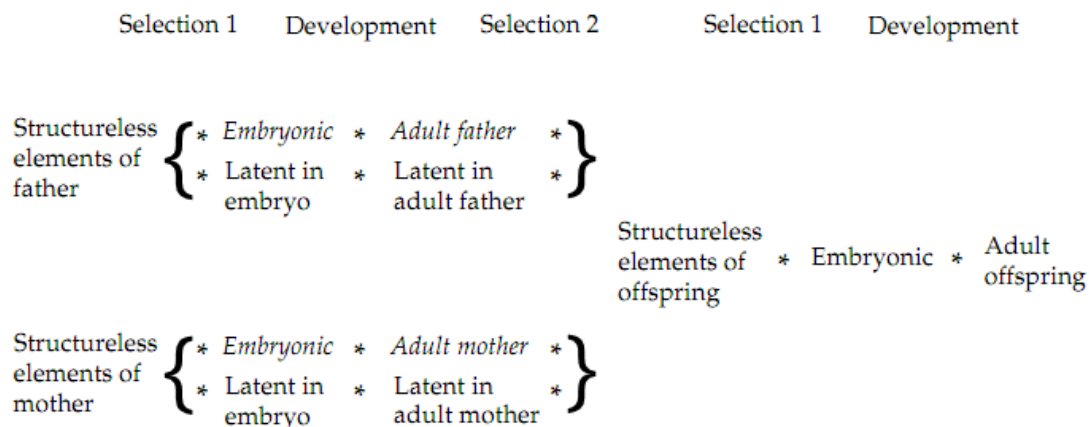 Selection 1 Development Selection 2 Selection 1 Development
Structureless { * Embryonic * Adult father * }
elements of * Latent in * Latent in *
father embryo adult father
Structureless
elements of * Embryonic * Adult
offspring offspring
Structureless { * Embryonic * Adult mother * }
elements of * Latent in * Latent in *
mother embryo adult mother